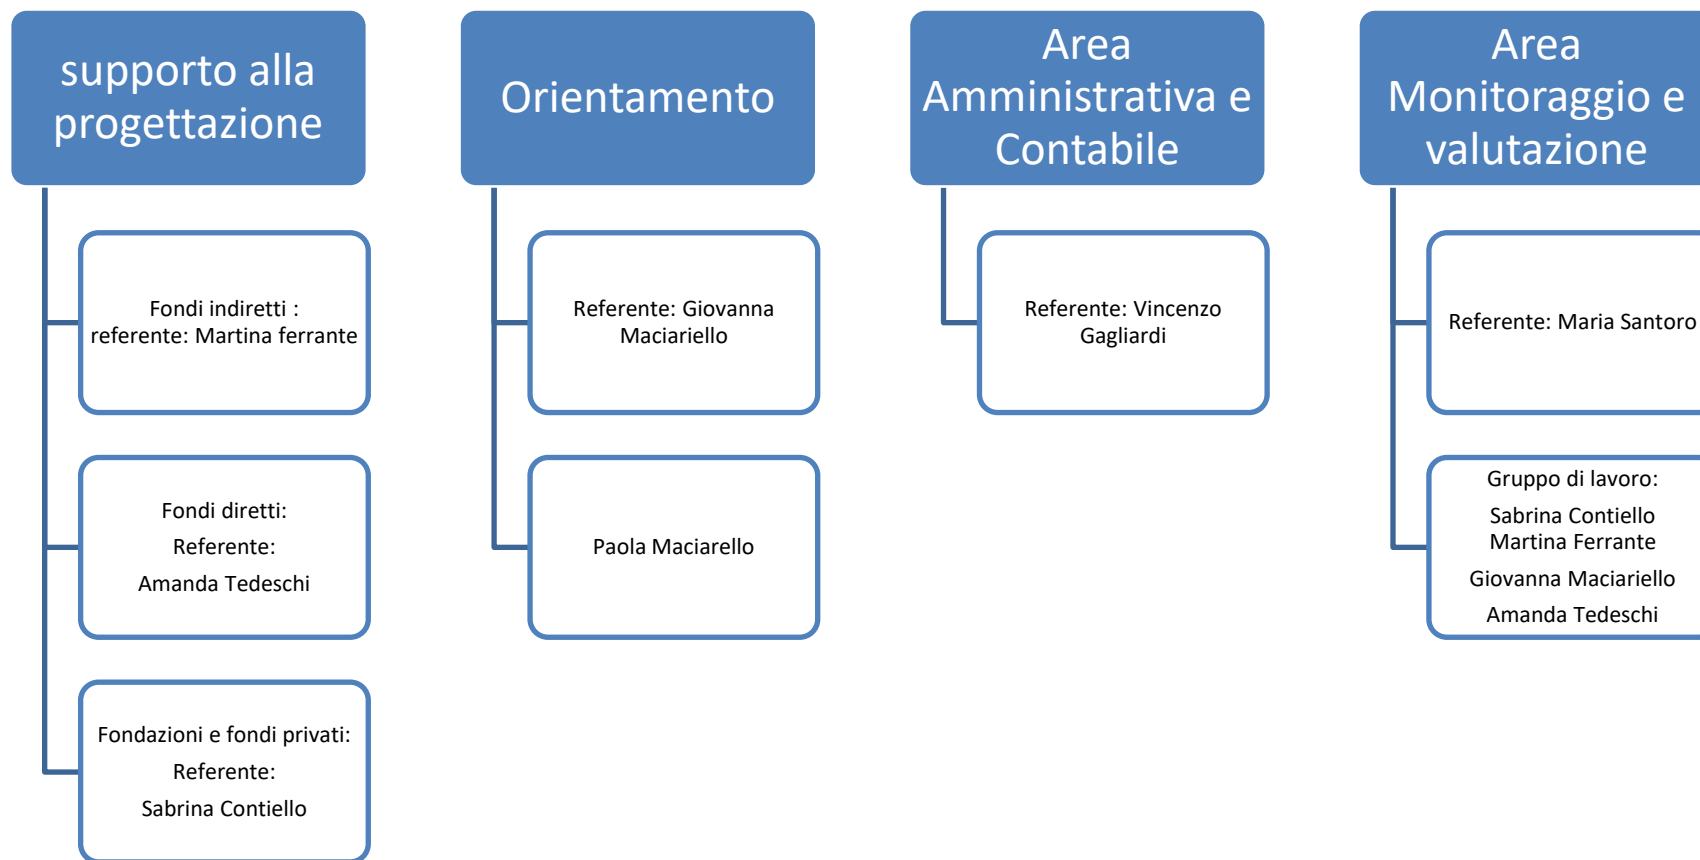 supporto alla
progettazione
Fondi indiretti :
referente: Martina ferrante
Fondi diretti:
Referente:
Amanda Tedeschi
Fondazioni e fondi privati:
Referente:
Sabrina Contiello
Orientamento
Referente: Giovanna
Maciariello
Paola Maciarello
Area
Amministrativa e
Contabile
Referente: Vincenzo
Gagliardi
Area
Monitoraggio e
valutazione
Referente: Maria Santoro
Gruppo di lavoro:
Sabrina Contiello
Martina Ferrante
Giovanna Maciariello
Amanda Tedeschi